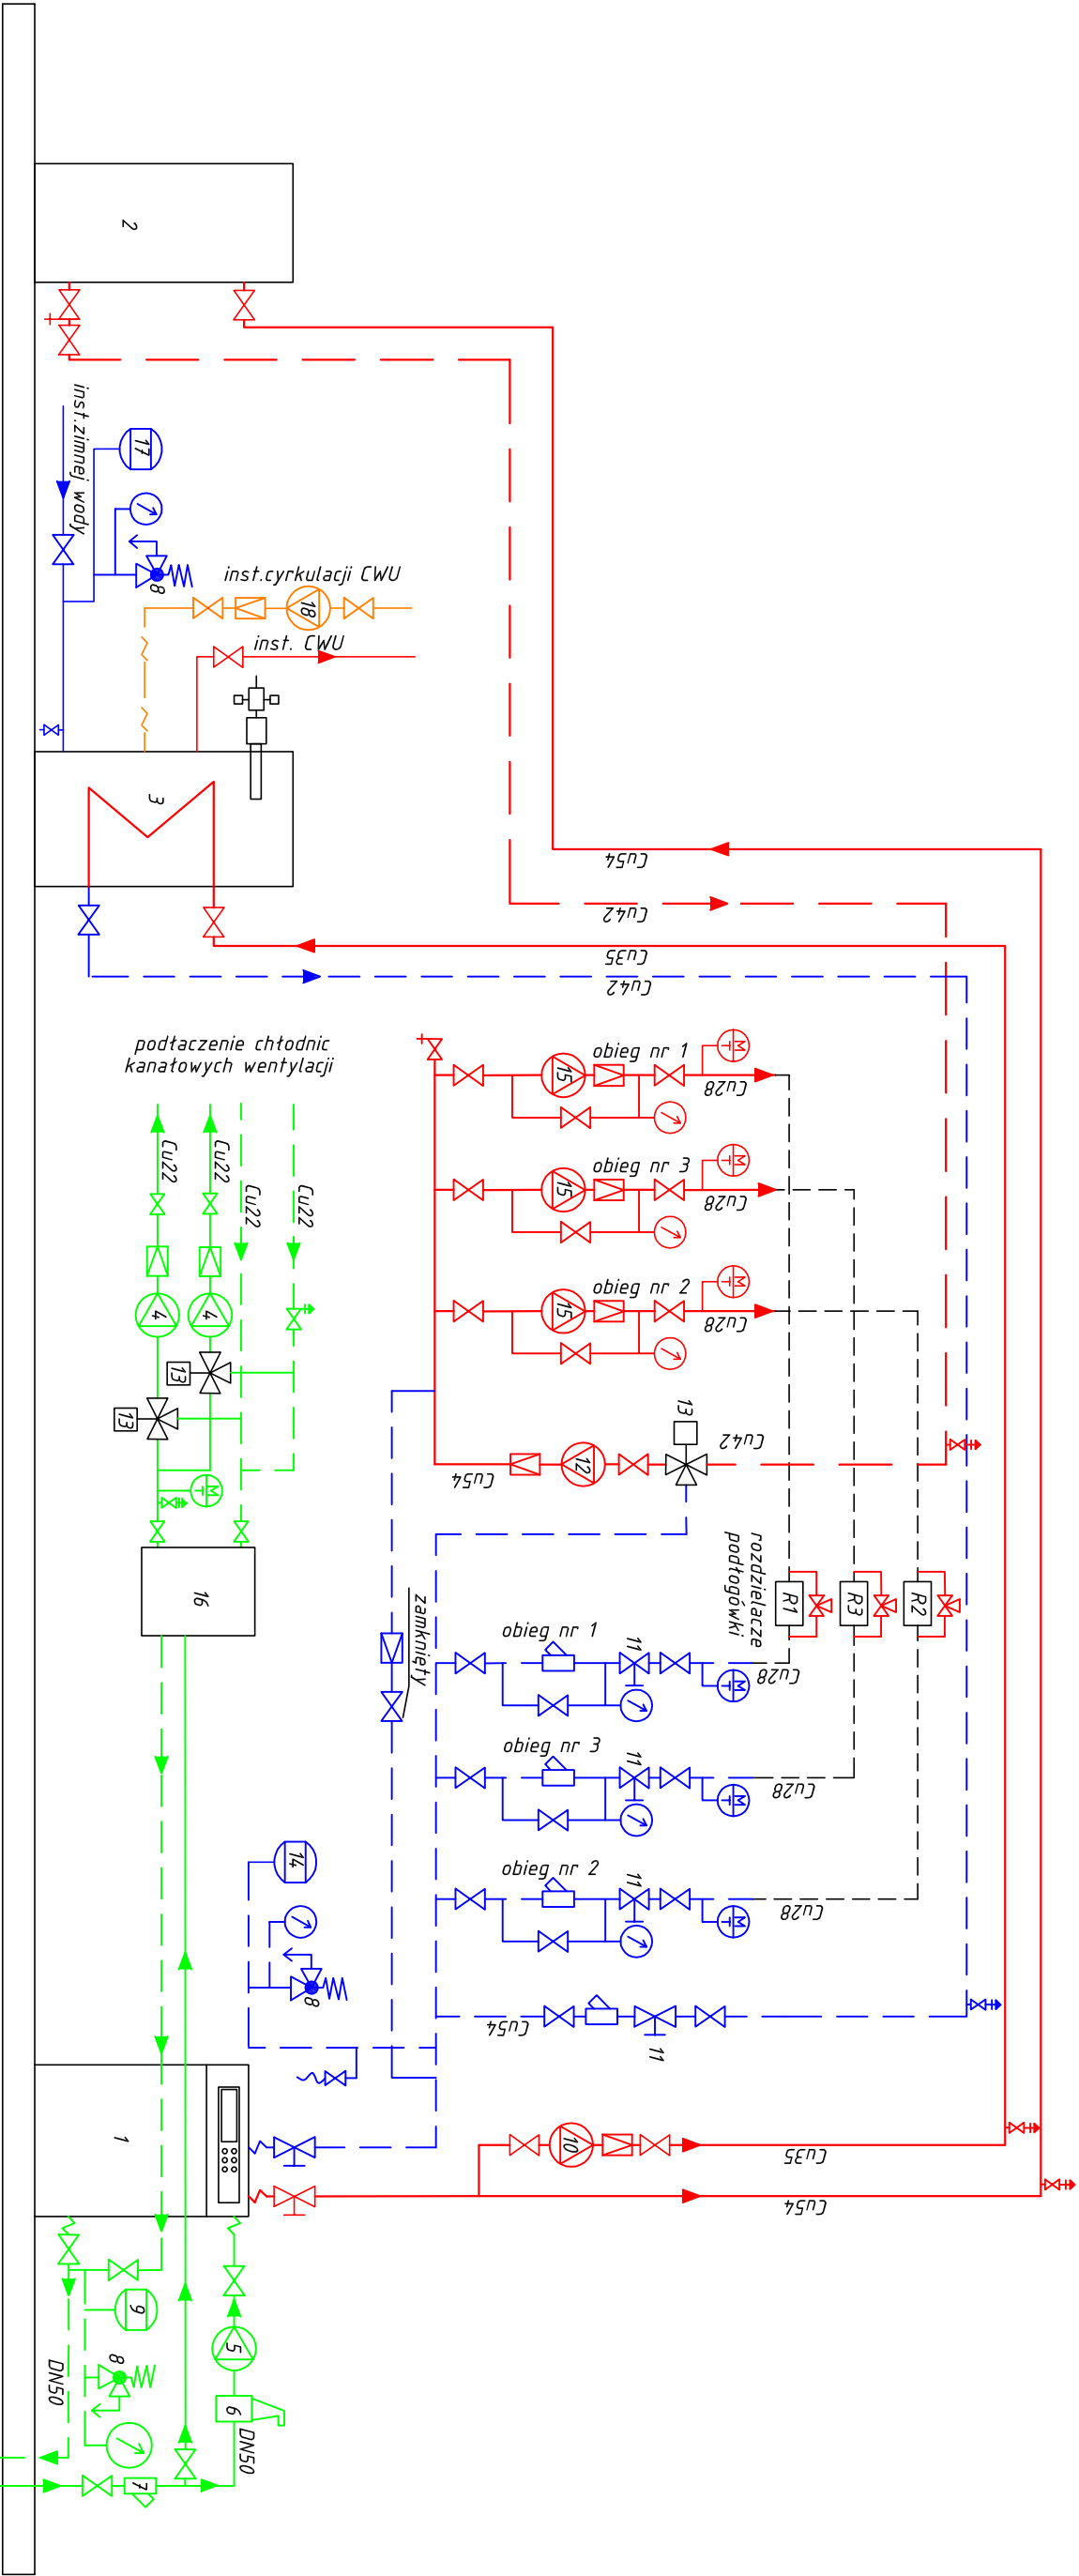 2
inst.zimnej wody
17
8
inst.cyrkulacji CWU
18
inst. CWU
3
Cu54
Cu42
Cu35
Cu42
podłaczenie chłodnic
kanałowych wentylacji
obieg nr 1
15
M
T
Cu28
Cu22
Cu22
Cu22
Cu22
obieg nr 3
15
M
T
Cu28
obieg nr 2
15
M
T
Cu28
4
4
13
13
M
T
13
Cu42
12
Cu54
rozdzielacze
podłogówki
R1
R3
R2
16
zamknięty
obieg nr 1
11
M
T
Cu28
obieg nr 3
11
M
T
Cu28
obieg nr 2
11
M
T
Cu28
14
8
Cu54
11
1
10
Cu35
Cu54
9
8
5
6
DN50
DN50
7